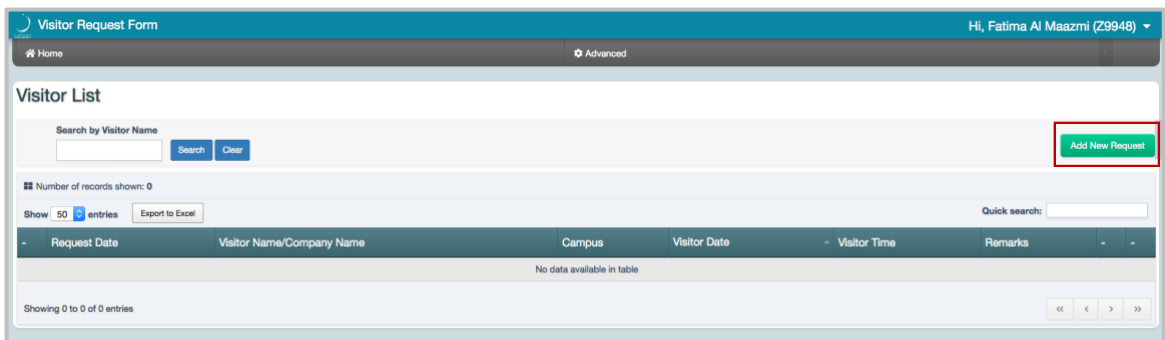 Visitor Request Form
Hi, Fatima Al Maazmi (Z9948)
Home
Advanced
Visitor List
Search by Visitor Name
Search Clear
Add New Request
Number of records shown: 0
Show 50 entries Export to Excel Quick search:
- Request Date Visitor Name/Company Name Campus Visitor Date Visitor Time Remarks - -
No data available in table
Showing 0 to 0 of 0 entries « ‹ › »